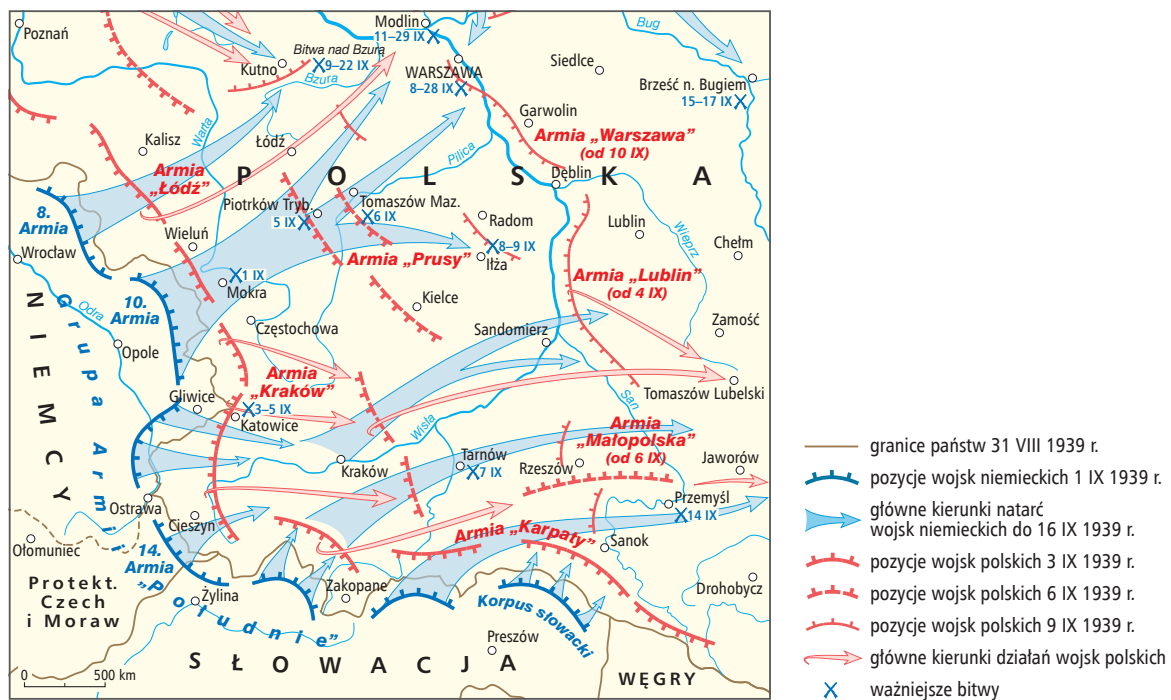 Poznań
Modlin
11–29 IX
Bug
Bitwa nad Bzurą
9–22 IX
Kutno
Bzura
WARSZAWA
8–28 IX
Siedlce
Brześć n. Bugiem
15–17 IX
Garwolin
Armia „Warszawa”
(od 10 IX)
Kalisz
Warta
Łódź
Pilica
Dęblin
POLSKA
Armia
„Łódź”
8.
Armia
Piotrków Tryb.
5 IX
Tomaszów Maz.
6 IX
Radom
8–9 IX
Iłża
Lublin
Wieprz
Chełm
Wrocław
Wieluń
Armia „Prusy”
Armia „Lublin”
(od 4 IX)
1 IX
Mokra
Kielce
10.
Armia
NIEMCY
Grupa Armii
„Południe”
Odra
Opole
Częstochowa
Sandomierz
Zamość
Armia
„Kraków”
Gliwice
3–5 IX
Katowice
Tomaszów Lubelski
San
Wisła
Armia
„Małopolska”
(od 6 IX)
Kraków
Tarnów
7 IX
Rzeszów
Jaworów
Przemyśl
14 IX
Ostrawa
Cieszyn
Ołomuniec
14.
Armia
Armia „Karpaty”
Sanok
Protekt.
Czech
i Moraw
Żylina
Zakopane
Korpus słowacki
Drohobycz
Preszów
SŁOWACJA
WĘGRY
0 500 km
granice państw 31 VIII 1939 r.
pozycje wojsk niemieckich 1 IX 1939 r.
główne kierunki natarć
wojsk niemieckich do 16 IX 1939 r.
pozycje wojsk polskich 3 IX 1939 r.
pozycje wojsk polskich 6 IX 1939 r.
pozycje wojsk polskich 9 IX 1939 r.
główne kierunki działań wojsk polskich
ważniejsze bitwy